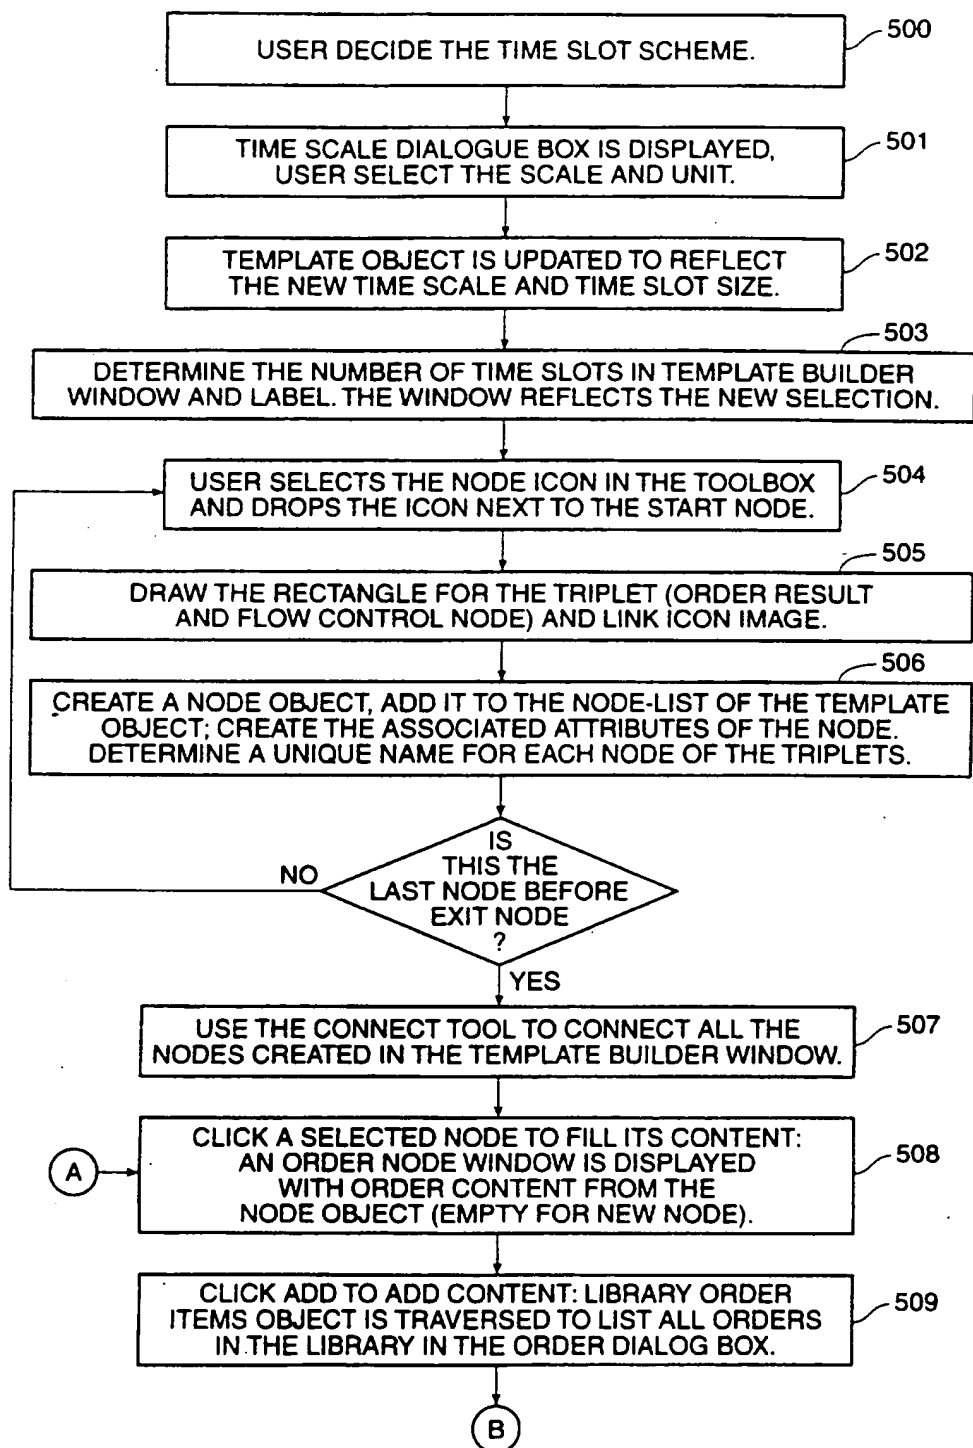 USER DECIDE THE TIME SLOT SCHEME.
500
TIME SCALE DIALOGUE BOX IS DISPLAYED,
USER SELECT THE SCALE AND UNIT.
501
TEMPLATE OBJECT IS UPDATED TO REFLECT
THE NEW TIME SCALE AND TIME SLOT SIZE.
502
503
DETERMINE THE NUMBER OF TIME SLOTS IN TEMPLATE BUILDER
WINDOW AND LABEL. THE WINDOW REFLECTS THE NEW SELECTION.
USER SELECTS THE NODE ICON IN THE TOOLBOX
AND DROPS THE ICON NEXT TO THE START NODE.
504
505
DRAW THE RECTANGLE FOR THE TRIPLET (ORDER RESULT
AND FLOW CONTROL NODE) AND LINK ICON IMAGE.
506
CREATE A NODE OBJECT, ADD IT TO THE NODE-LIST OF THE TEMPLATE
OBJECT; CREATE THE ASSOCIATED ATTRIBUTES OF THE NODE.
DETERMINE A UNIQUE NAME FOR EACH NODE OF THE TRIPLETS.
IS
THIS THE
LAST NODE BEFORE
EXIT NODE
?
NO
YES
USE THE CONNECT TOOL TO CONNECT ALL THE
NODES CREATED IN THE TEMPLATE BUILDER WINDOW.
507
A
CLICK A SELECTED NODE TO FILL ITS CONTENT:
AN ORDER NODE WINDOW IS DISPLAYED
WITH ORDER CONTENT FROM THE
NODE OBJECT (EMPTY FOR NEW NODE).
508
CLICK ADD TO ADD CONTENT: LIBRARY ORDER
ITEMS OBJECT IS TRAVERSED TO LIST ALL ORDERS
IN THE LIBRARY IN THE ORDER DIALOG BOX.
509
B